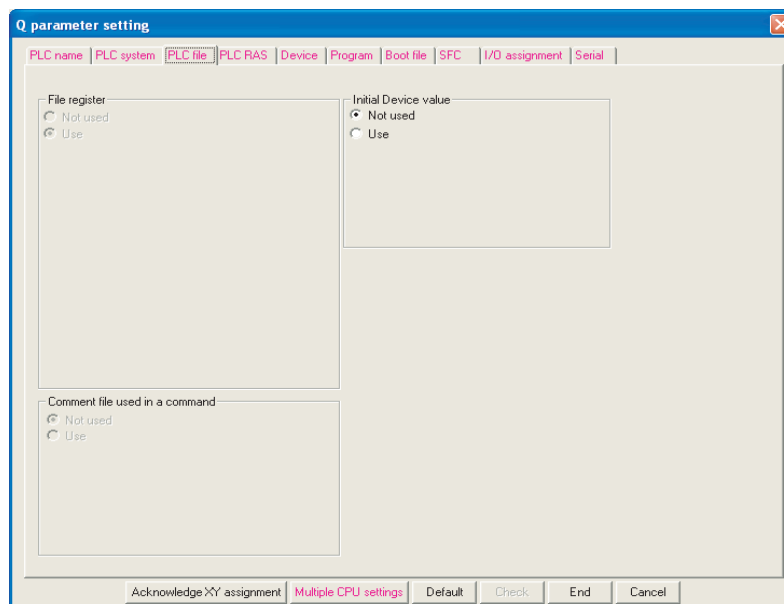 Q parameter setting
PLC name PLC system PLC file PLC RAS Device Program Boot file SFC I/O assignment Serial
File register
Not used
Use
Initial Device value
Not used
Use
Comment file used in a command
Not used
Use
Acknowledge XY assignment Multiple CPU settings Default Check End Cancel